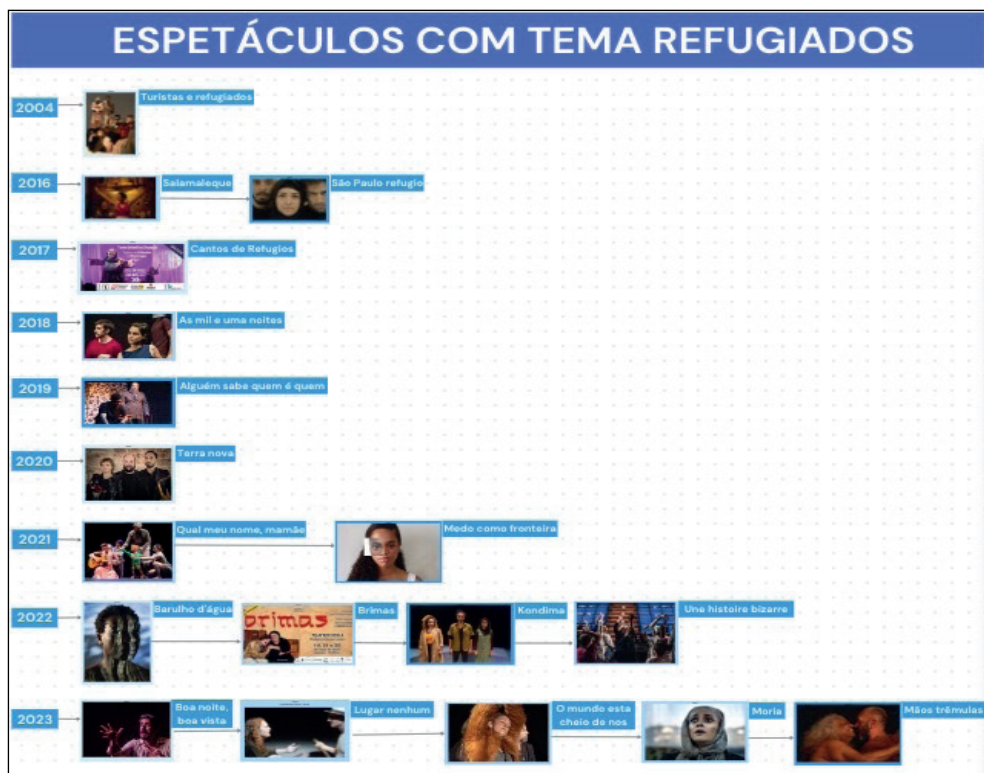 ESPETÁCULOS COM TEMA REFUGIADOS
2004
Turistas e refugiados
2016
Salamaleque
São Paulo refugio
2017
Cantos de Refugios
2018
As mil e uma noites
2019
Alguém sabe quem é quem
2020
Terra nova
2021
Qual meu nome, mamãe
Medo como fronteira
2022
Barulho d'água
brimas
Brimas
Kondima
Une histoire bizarre
2023
Boa noite,
boa vista
Lugar nenhum
O mundo esta
cheio de nos
Moria
Mãos trêmulas